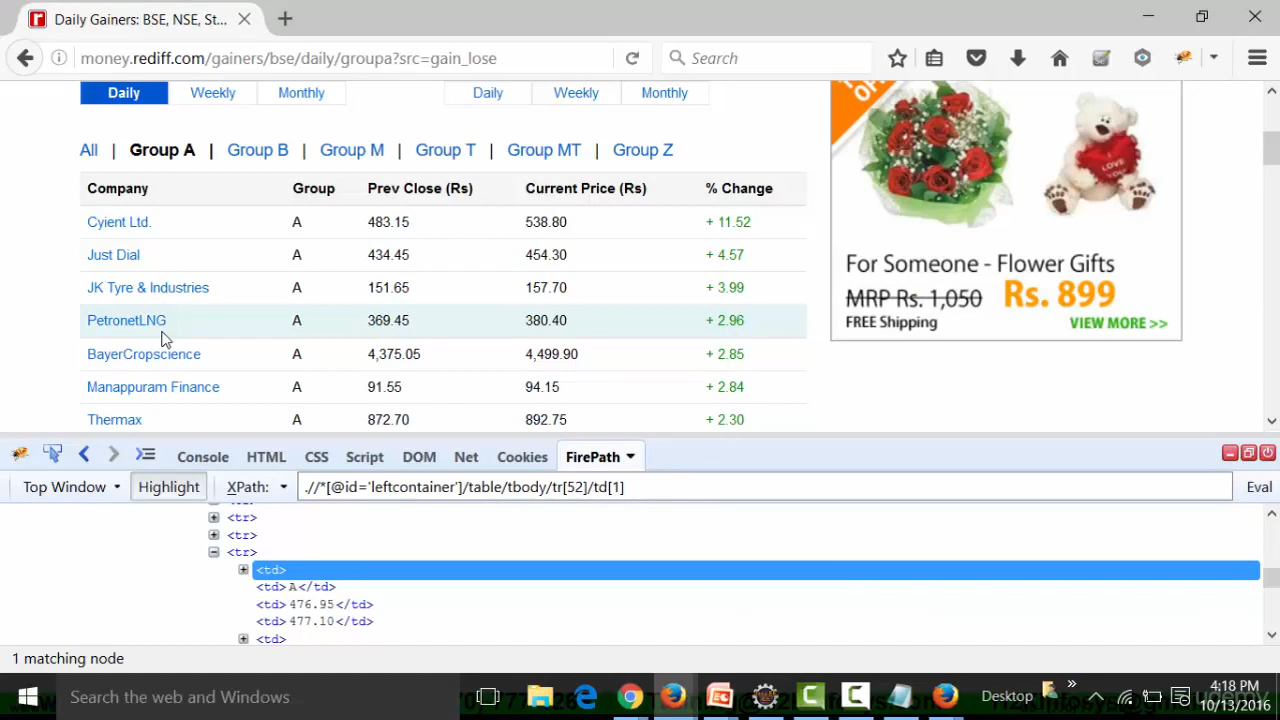 Daily Gainers: BSE, NSE, St...
money.rediff.com/gainers/bse/daily/groupa?src=gain_lose
Search
Daily Weekly Monthly Daily Weekly Monthly
All | Group A | Group B | Group M | Group T | Group MT | Group Z
Company Group Prev Close (Rs) Current Price (Rs) % Change
Cyient Ltd. A 483.15 538.80 + 11.52
Just Dial A 434.45 454.30 + 4.57
JK Tyre & Industries A 151.65 157.70 + 3.99
PetronetLNG A 369.45 380.40 + 2.96
BayerCropscience A 4,375.05 4,499.90 + 2.85
Manappuram Finance A 91.55 94.15 + 2.84
Thermax A 872.70 892.75 + 2.30
LOVE YOU
For Someone - Flower Gifts
MRP Rs. 1,050 Rs. 899
FREE Shipping VIEW MORE >>
Console HTML CSS Script DOM Net Cookies FirePath
Top Window Highlight XPath: .//*[@id='leftcontainer']/table/tbody/tr[52]/td[1] Eval
<tr>
<tr>
<tr>
<td>
<td>A</td>
<td>476.95</td>
<td>477.10</td>
<td>
1 matching node
Search the web and Windows
Desktop
4:18 PM
10/13/2016